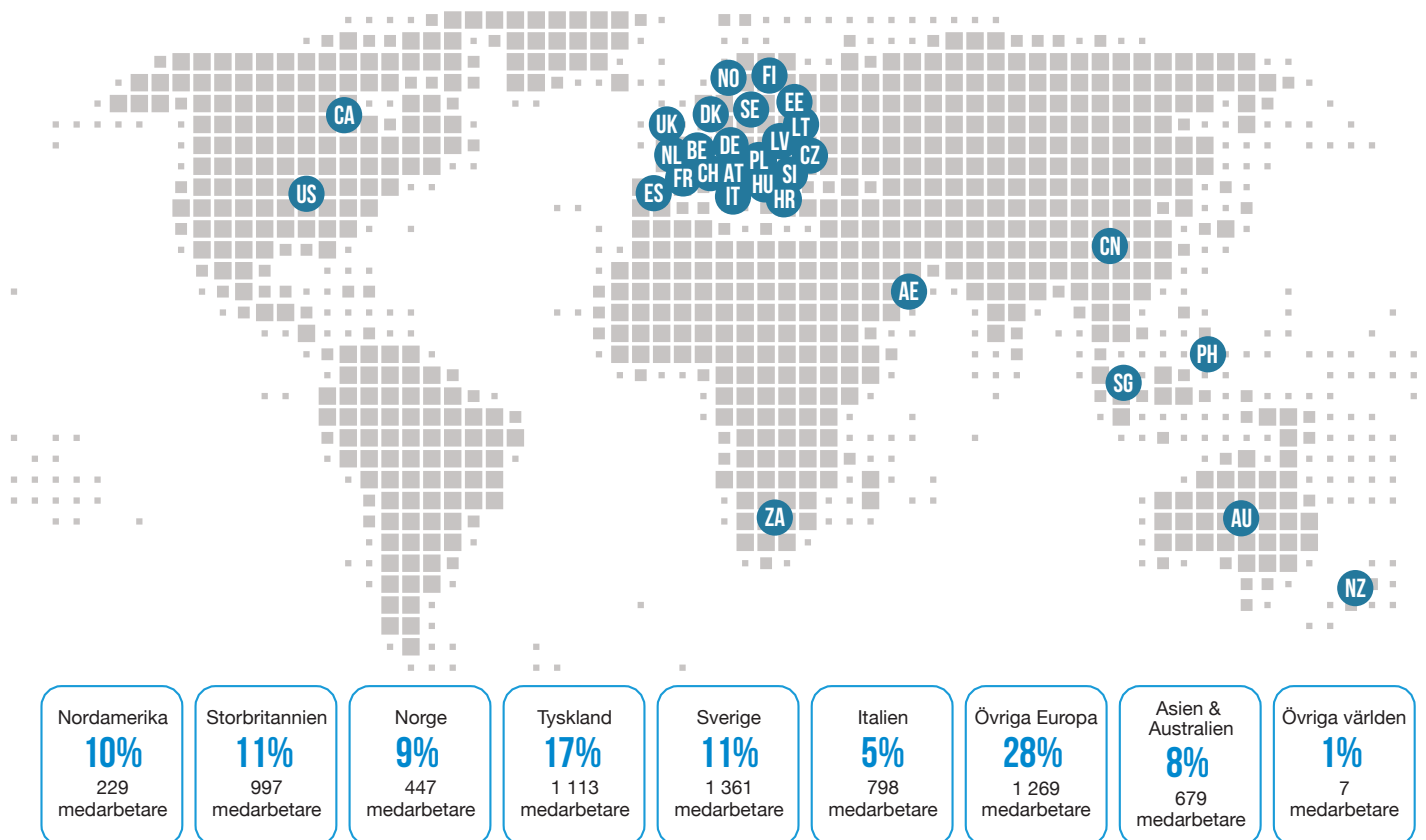 NO
FI
CA
DK
SE
EE
UK
LT
NL
BE
DE
LV
CZ
PL
FR
CH
AT
SI
HU
US
ES
IT
HR
CN
AE
PH
SG
ZA
AU
NZ
Nordamerika
10%
229
medarbetare
Storbritannien
11%
997
medarbetare
Norge
9%
447
medarbetare
Tyskland
17%
1 113
medarbetare
Sverige
11%
1 361
medarbetare
Italien
5%
798
medarbetare
Övriga Europa
28%
1 269
medarbetare
Asien &
Australien
8%
679
medarbetare
Övriga världen
1%
7
medarbetare